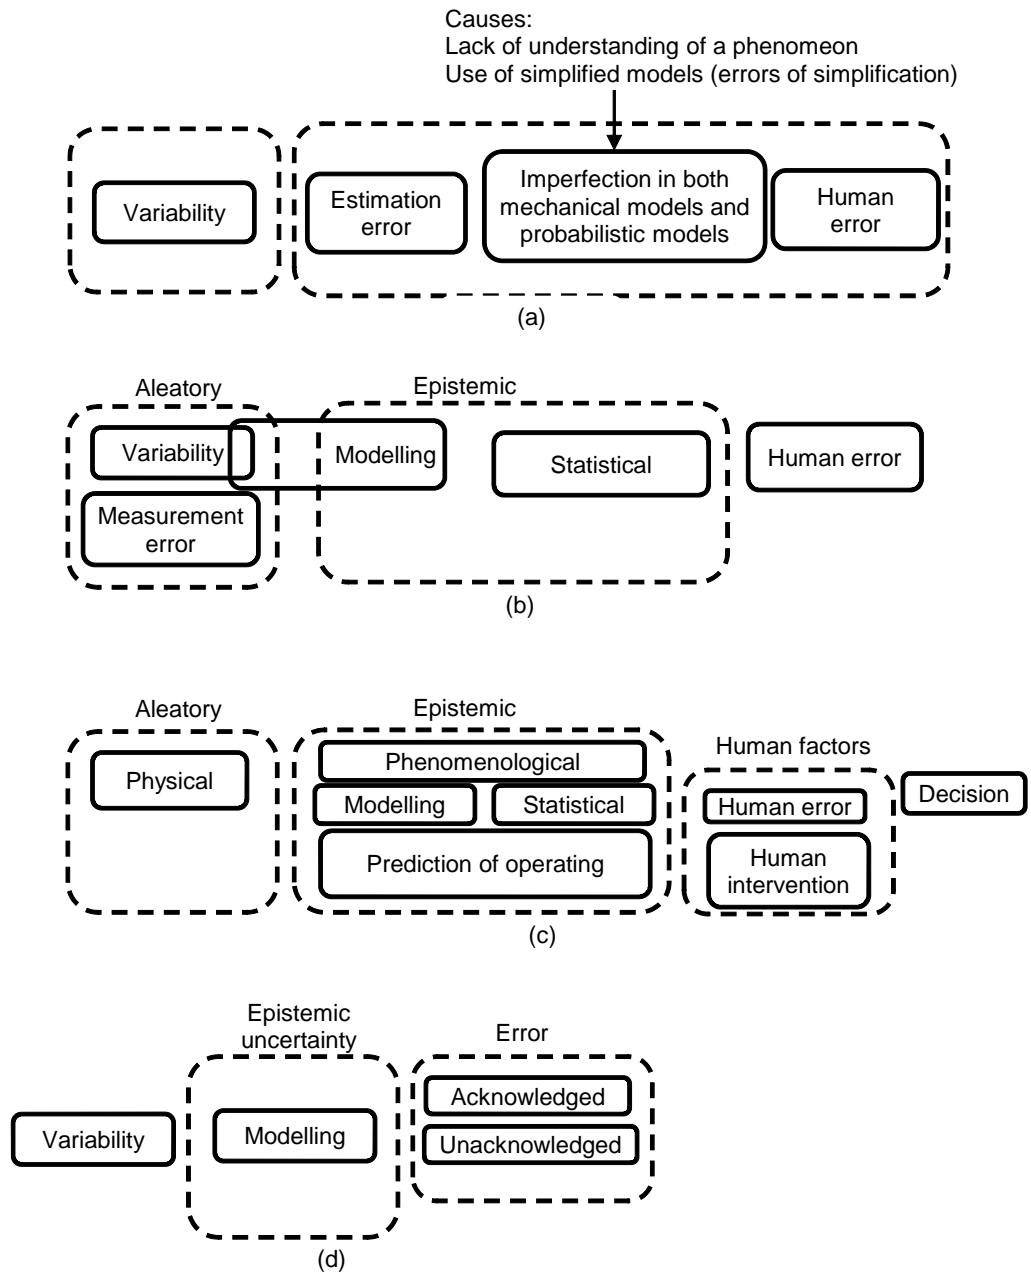 Causes:
Lack of understanding of a phenomeon
Use of simplified models (errors of simplification)
Variability
Estimation
error
Imperfection in both
mechanical models and
probabilistic models
Human
error
(a)
Aleatory
Epistemic
Variability
Modelling
Statistical
Human error
Measurement
error
(b)
Aleatory
Epistemic
Human factors
Physical
Phenomenological
Modelling
Statistical
Prediction of operating
Human error
Human
intervention
Decision
(c)
Epistemic
uncertainty
Error
Variability
Modelling
Acknowledged
Unacknowledged
(d)